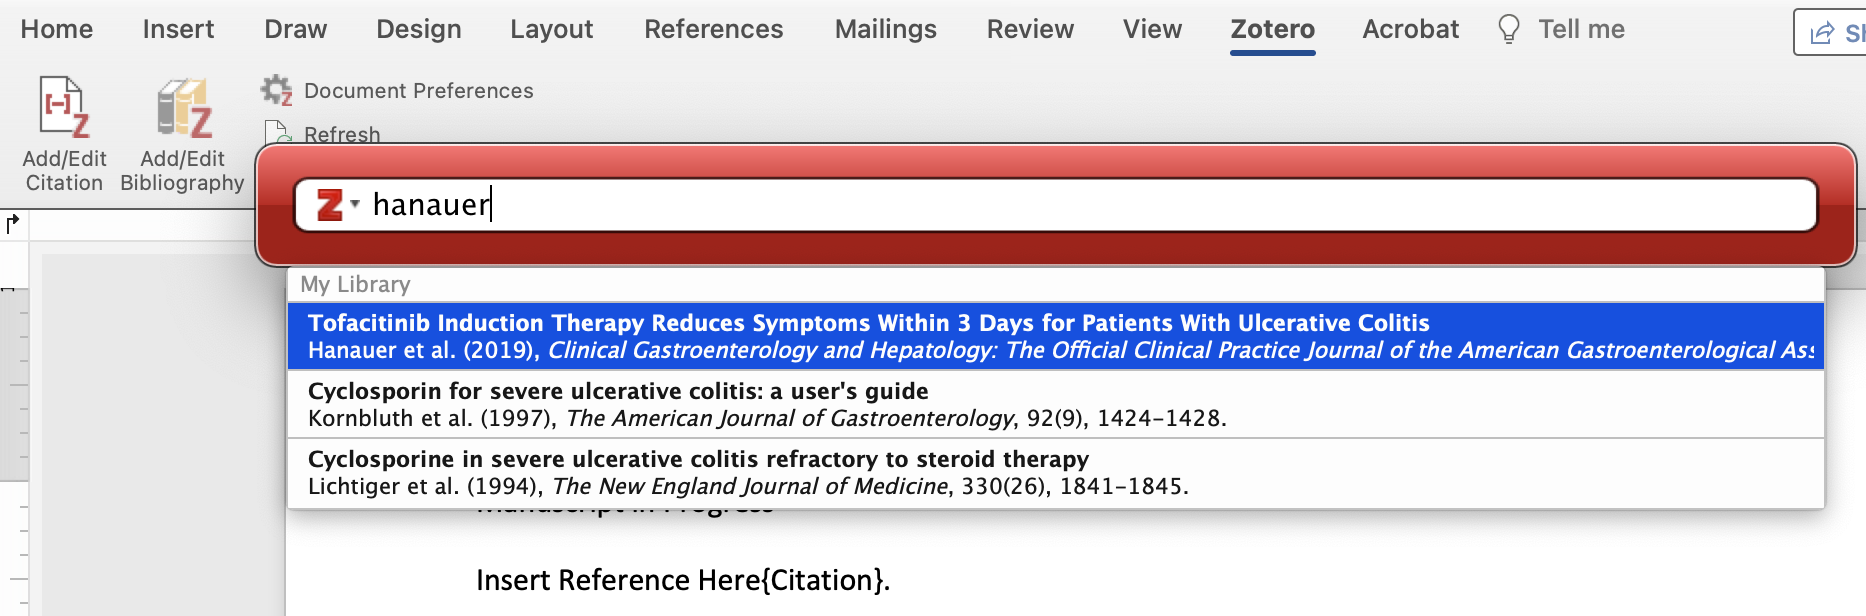 Home Insert Draw Design Layout References Mailings Review View Zotero Acrobat Tell me
Document Preferences
Refresh
Add/Edit Citation
Add/Edit Bibliography
Z hanauer
My Library
Tofacitinib Induction Therapy Reduces Symptoms Within 3 Days for Patients With Ulcerative Colitis
Hanauer et al. (2019), Clinical Gastroenterology and Hepatology: The Official Clinical Practice Journal of the American Gastroenterological Ass
Cyclosporin for severe ulcerative colitis: a user's guide
Kornbluth et al. (1997), The American Journal of Gastroenterology, 92(9), 1424–1428.
Cyclosporine in severe ulcerative colitis refractory to steroid therapy
Lichtiger et al. (1994), The New England Journal of Medicine, 330(26), 1841–1845.
Manuscript in Progress
Insert Reference Here{Citation}.